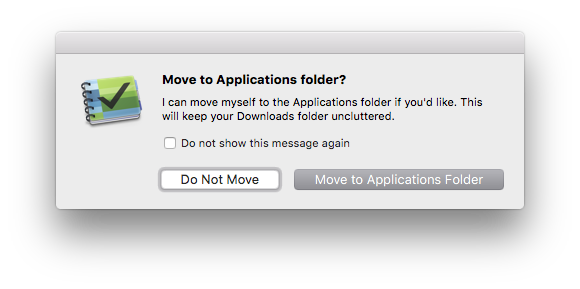 Move to Applications folder?
I can move myself to the Applications folder if you'd like. This
will keep your Downloads folder uncluttered.
Do not show this message again
Do Not Move
Move to Applications Folder